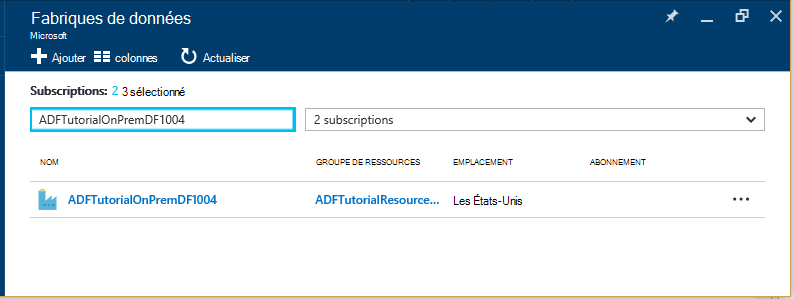 Fabriques de données
Microsoft
Ajouter colonnes Actualiser
Subscriptions: 2 3 sélectionné
ADFTutorialOnPremDF1004 2 subscriptions
NOM GROUPE DE RESSOURCES EMPLACEMENT ABONNEMENT
ADFTutorialOnPremDF1004 ADFTutorialResource... Les États-Unis ...